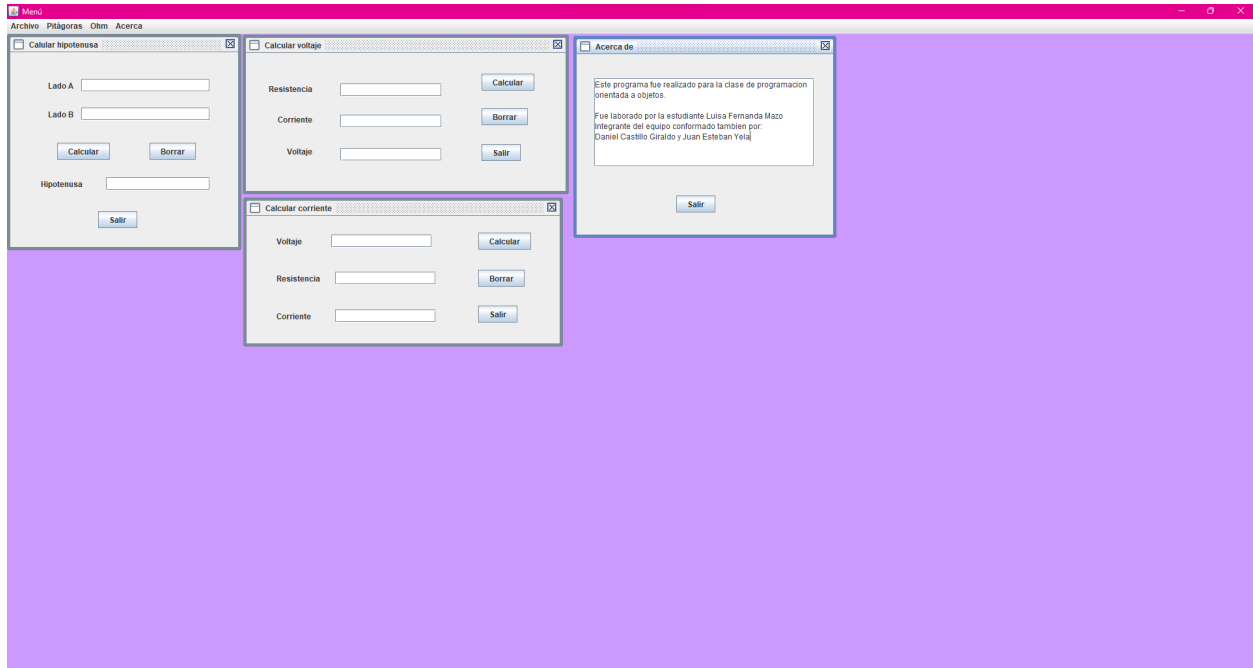 Menú
Archivo Pitágoras Ohm Acerca
Calular hipotenusa
Lado A
Lado B
Calcular Borrar
Hipotenusa
Salir
Calcular voltaje
Resistencia Calcular
Corriente Borrar
Voltaje Salir
Calcular corriente
Voltaje Calcular
Resistencia Borrar
Corriente Salir
Acerca de
Este programa fue realizado para la clase de programacion
orientada a objetos.
Fue laborado por la estudiante Luisa Fernanda Mazo
Integrante del equipo conformado tambien por:
Daniel Castillo Giraldo y Juan Esteban Yela
Salir